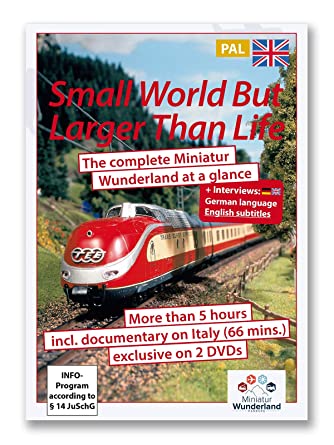 PAL
Small World But
Larger Than Life
The complete Miniatur
Wunderland at a glance
+ Interviews:
German language
English subtitles
TEE
More than 5 hours
incl. documentary on Italy (66 mins.)
exclusive on 2 DVDs
INFO-
Program
according to
§ 14 JuSchG
Miniatur
Wunderland